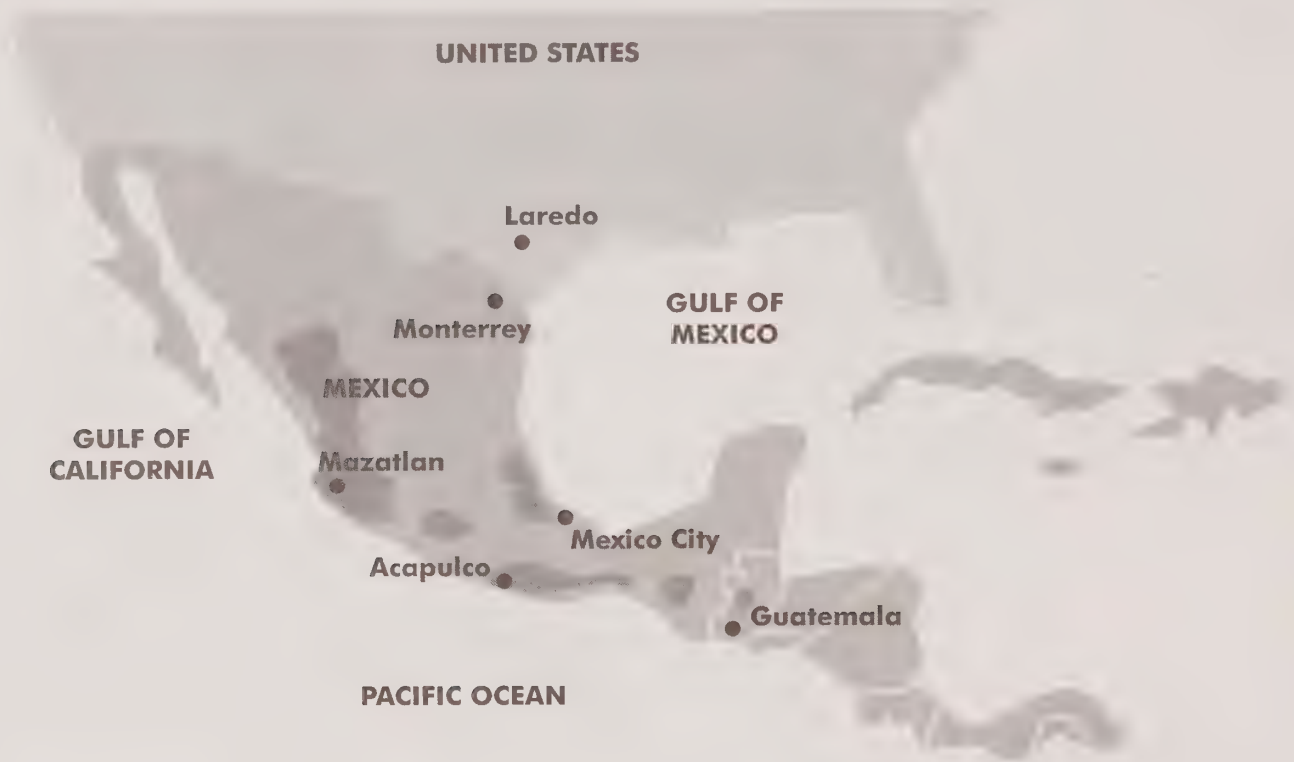 UNITED STATES
Laredo
Monterrey
GULF OF
MEXICO
MEXICO
GULF OF
CALIFORNIA
Mazatlan
Mexico City
Acapulco
Guatemala
PACIFIC OCEAN